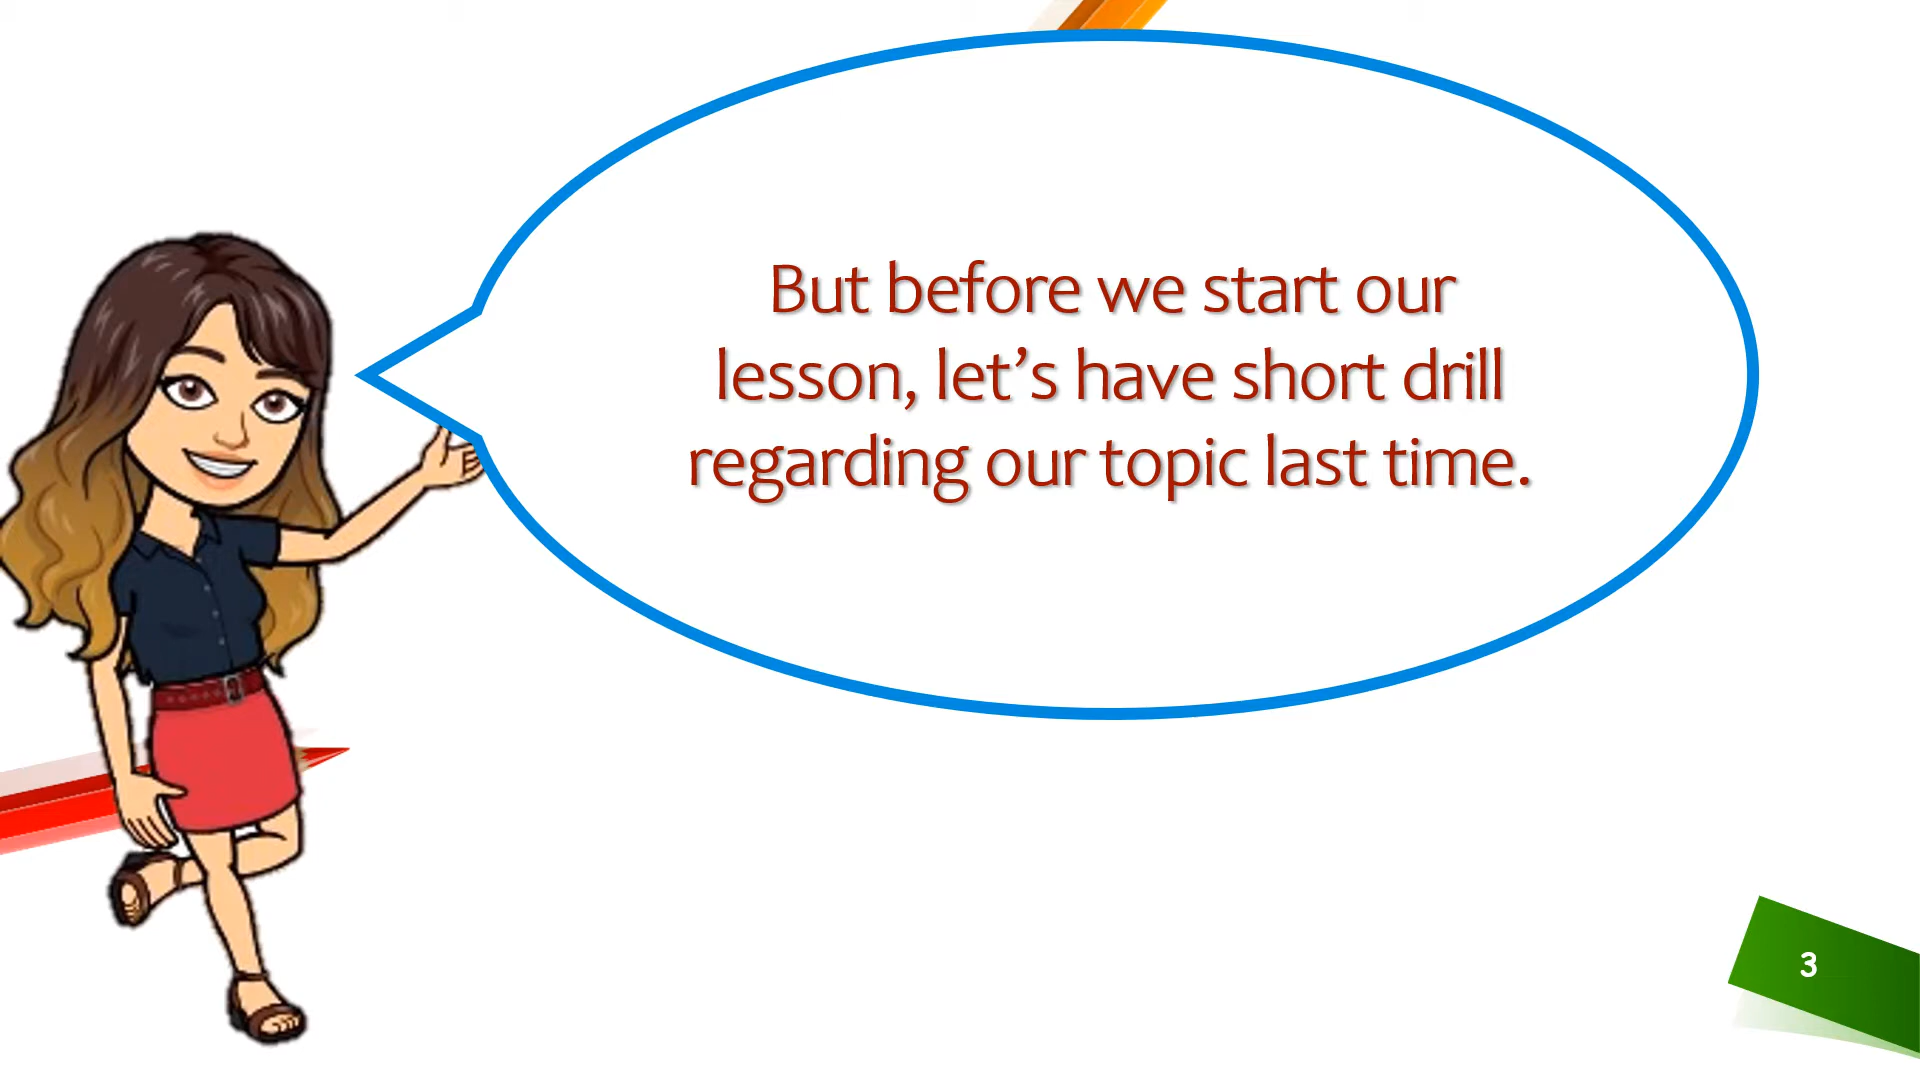 But before we start our
lesson, let’s have short drill
regarding our topic last time.
3